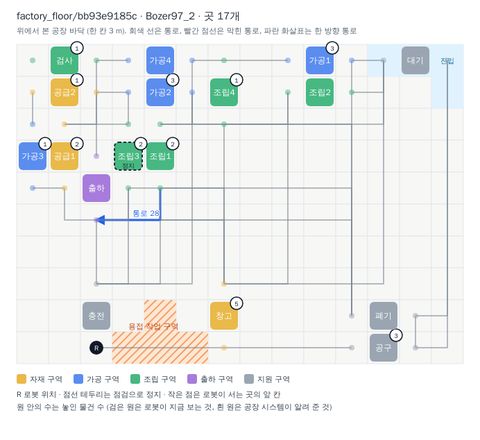 factory_floor/bb93e9185c · Bozer97_2 · 곳 17개
위에서 본 공장 바닥 (한 칸 3 m). 회색 선은 통로, 빨간 점선은 막힌 통로, 빨간 화살표는 한 방향 통로
검사 1
가공4
가공1 3
대기
진입
공급2 1
가공2 3
조립4 1
조립2
가공3 1
공급1 2
조립3 2
정지
조립1 2
출하
통로 28
충전
용접 작업 구역
창고 5
폐기
R
공구 3
자재 구역
가공 구역
조립 구역
출하 구역
지원 구역
R 로봇 위치 · 점선 테두리는 점검으로 정지 · 작은 점은 로봇이 서는 곳의 앞 칸
원 안의 수는 놓인 물건 수 (검은 원은 로봇이 지금 보는 것, 흰 원은 공장 시스템이 알려 준 것)